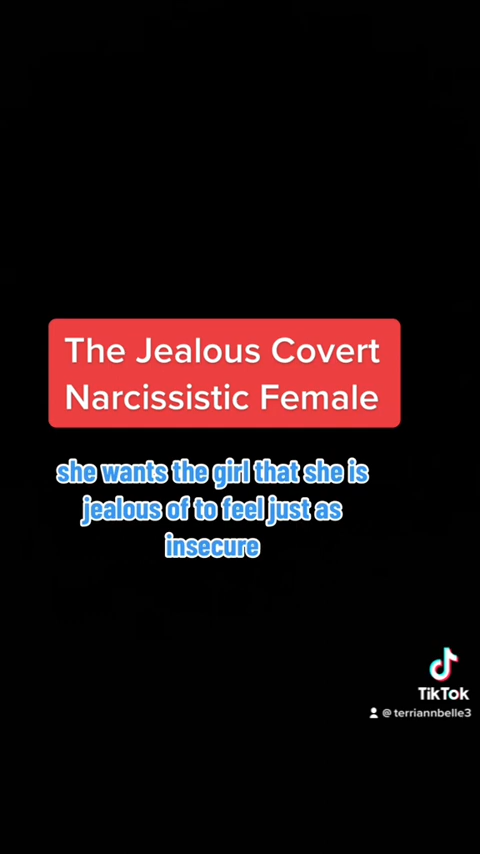 The Jealous Covert
Narcissistic Female
she wants the girl that she is
jealous of to feel just as
insecure
TikTok
@terriannbelle3